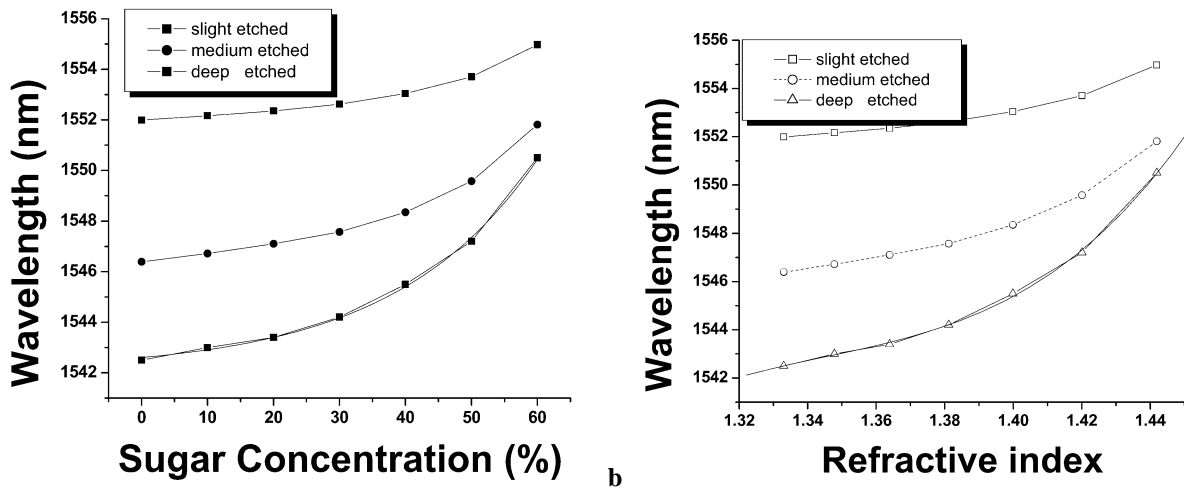 1556
1554
1552
1550
1548
1546
1544
1542
Wavelength (nm)
slight etched
medium etched
deep etched
0 10 20 30 40 50 60
Sugar Concentration (%)
b
1556
1554
1552
1550
1548
1546
1544
1542
Wavelength (nm)
slight etched
medium etched
deep etched
1.32 1.34 1.36 1.38 1.40 1.42 1.44
Refractive index